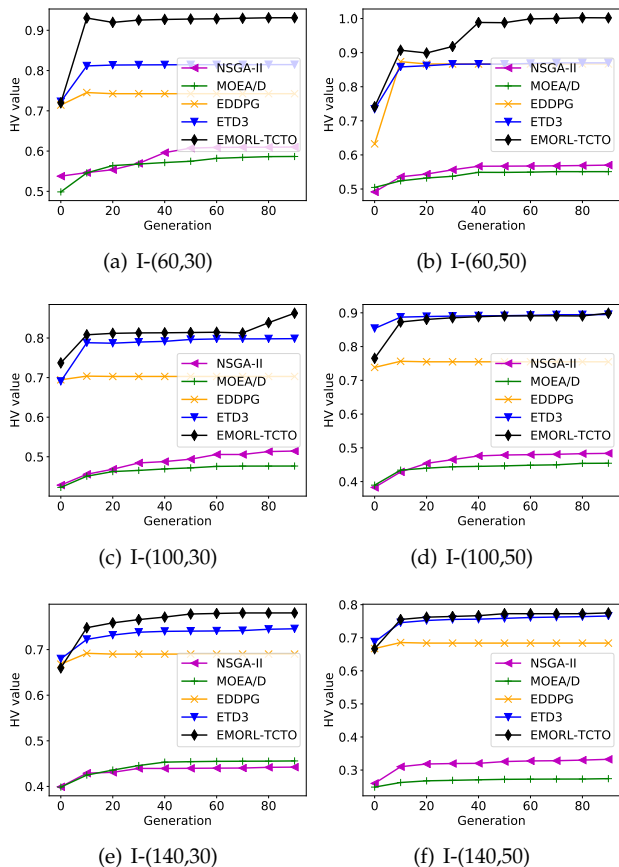 HV value
0.9
0.8
0.7
0.6
0.5
0 20 40 60 80
Generation
NSGA-II
MOEA/D
EDDPG
ETD3
EMORL-TCTO
(a) I-(60,30)
HV value
1.0
0.9
0.8
0.7
0.6
0.5
0 20 40 60 80
Generation
NSGA-II
MOEA/D
EDDPG
ETD3
EMORL-TCTO
(b) I-(60,50)
HV value
0.8
0.7
0.6
0.5
0 20 40 60 80
Generation
NSGA-II
MOEA/D
EDDPG
ETD3
EMORL-TCTO
(c) I-(100,30)
HV value
0.9
0.8
0.7
0.6
0.5
0.4
0 20 40 60 80
Generation
NSGA-II
MOEA/D
EDDPG
ETD3
EMORL-TCTO
(d) I-(100,50)
HV value
0.7
0.6
0.5
0.4
0 20 40 60 80
Generation
NSGA-II
MOEA/D
EDDPG
ETD3
EMORL-TCTO
(e) I-(140,30)
HV value
0.8
0.7
0.6
0.5
0.4
0.3
0 20 40 60 80
Generation
NSGA-II
MOEA/D
EDDPG
ETD3
EMORL-TCTO
(f) I-(140,50)